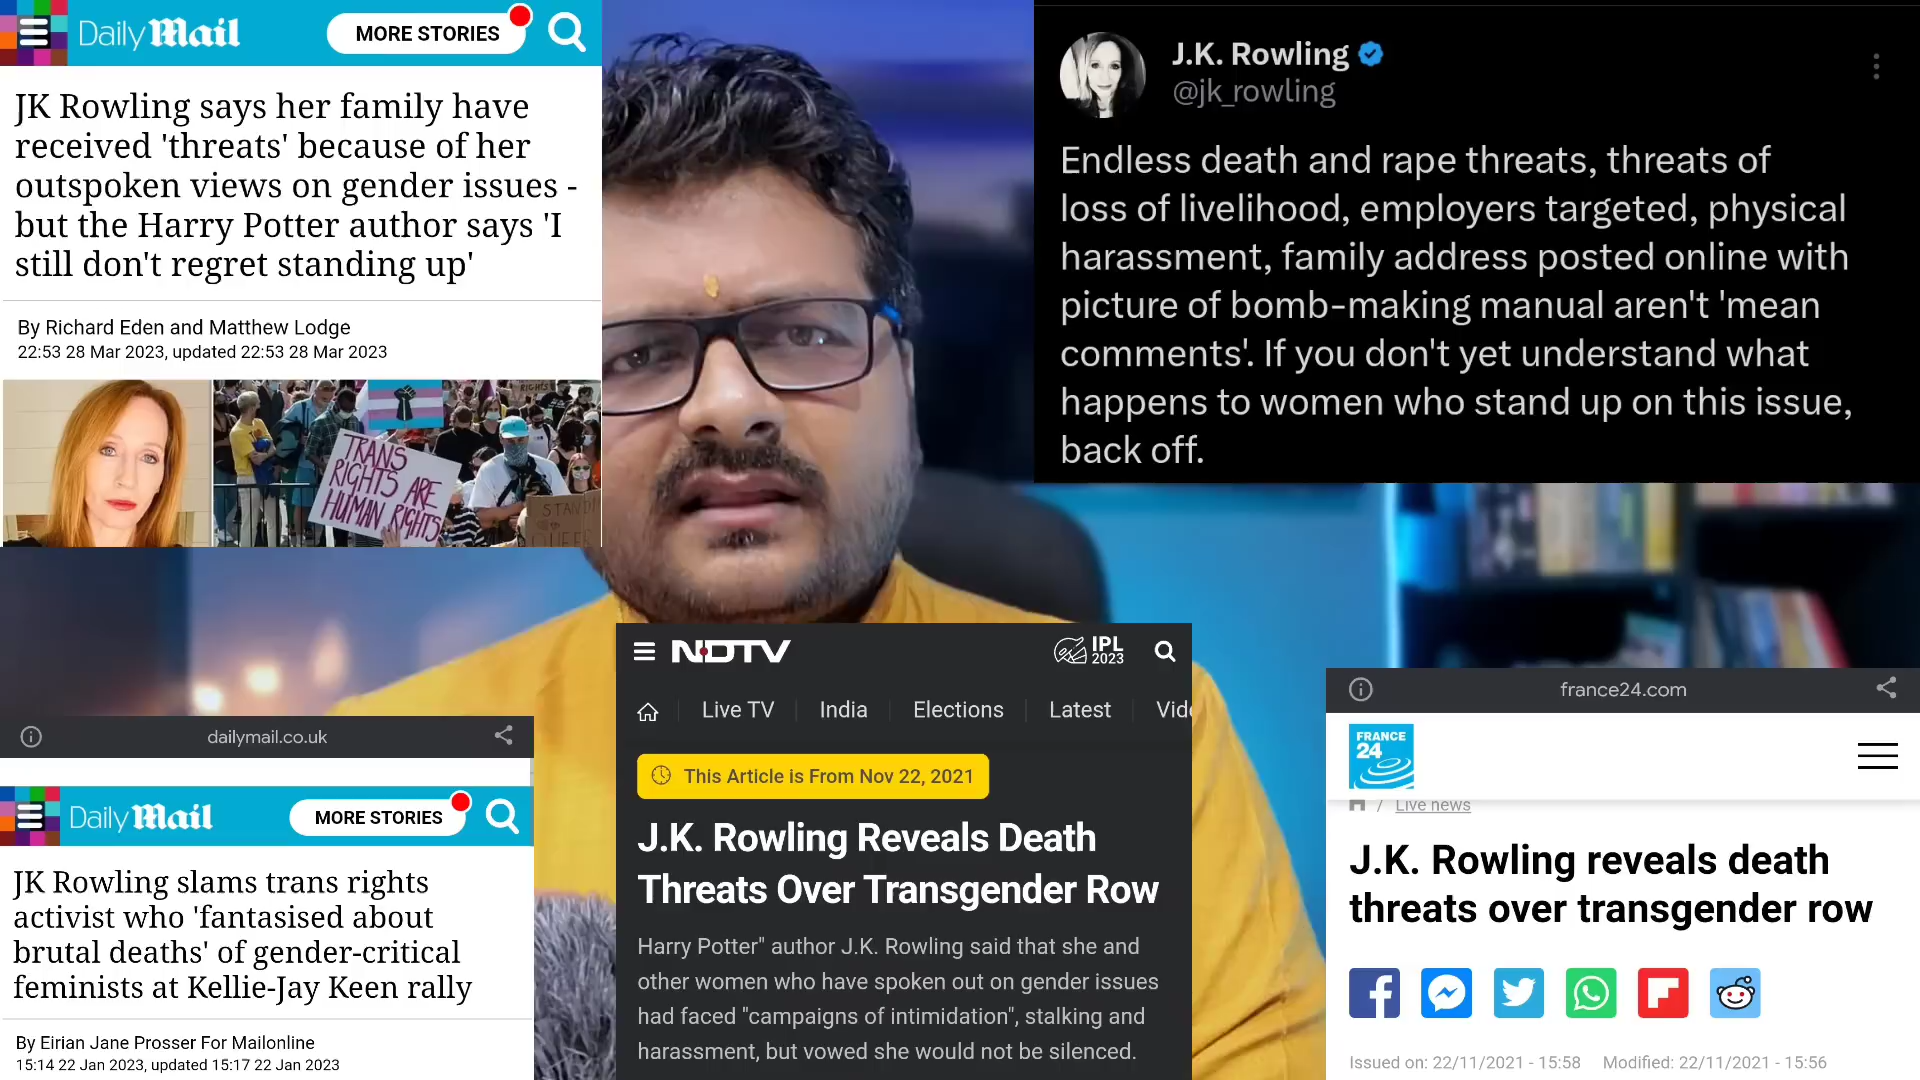 Daily Mail
MORE STORIES
JK Rowling says her family have
received 'threats' because of her
outspoken views on gender issues -
but the Harry Potter author says 'I
still don't regret standing up'
By Richard Eden and Matthew Lodge
22:53 28 Mar 2023, updated 22:53 28 Mar 2023
TRANS
RIGHTS ARE
HUMAN RIGHTS
J.K. Rowling
@jk_rowling
Endless death and rape threats, threats of
loss of livelihood, employers targeted, physical
harassment, family address posted online with
picture of bomb-making manual aren't 'mean
comments'. If you don't yet understand what
happens to women who stand up on this issue,
back off.
dailymail.co.uk
Daily Mail
MORE STORIES
JK Rowling slams trans rights
activist who 'fantasised about
brutal deaths' of gender-critical
feminists at Kellie-Jay Keen rally
By Eirian Jane Prosser For Mailonline
15:14 22 Jan 2023, updated 15:17 22 Jan 2023
NDTV
IPL
2023
Live TV India Elections Latest
This Article is From Nov 22, 2021
J.K. Rowling Reveals Death
Threats Over Transgender Row
Harry Potter" author J.K. Rowling said that she and
other women who have spoken out on gender issues
had faced "campaigns of intimidation", stalking and
harassment, but vowed she would not be silenced.
france24.com
FRANCE
24
/ Live news
J.K. Rowling reveals death
threats over transgender row
Issued on: 22/11/2021 - 15:58 Modified: 22/11/2021 - 15:56